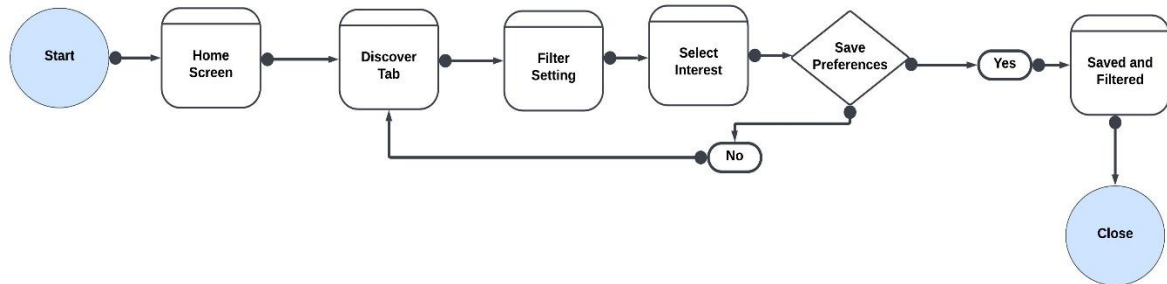 Start
Home
Screen
Discover
Tab
Filter
Setting
Select
Interest
Save
Preferences
Yes
Saved and
Filtered
No
Close